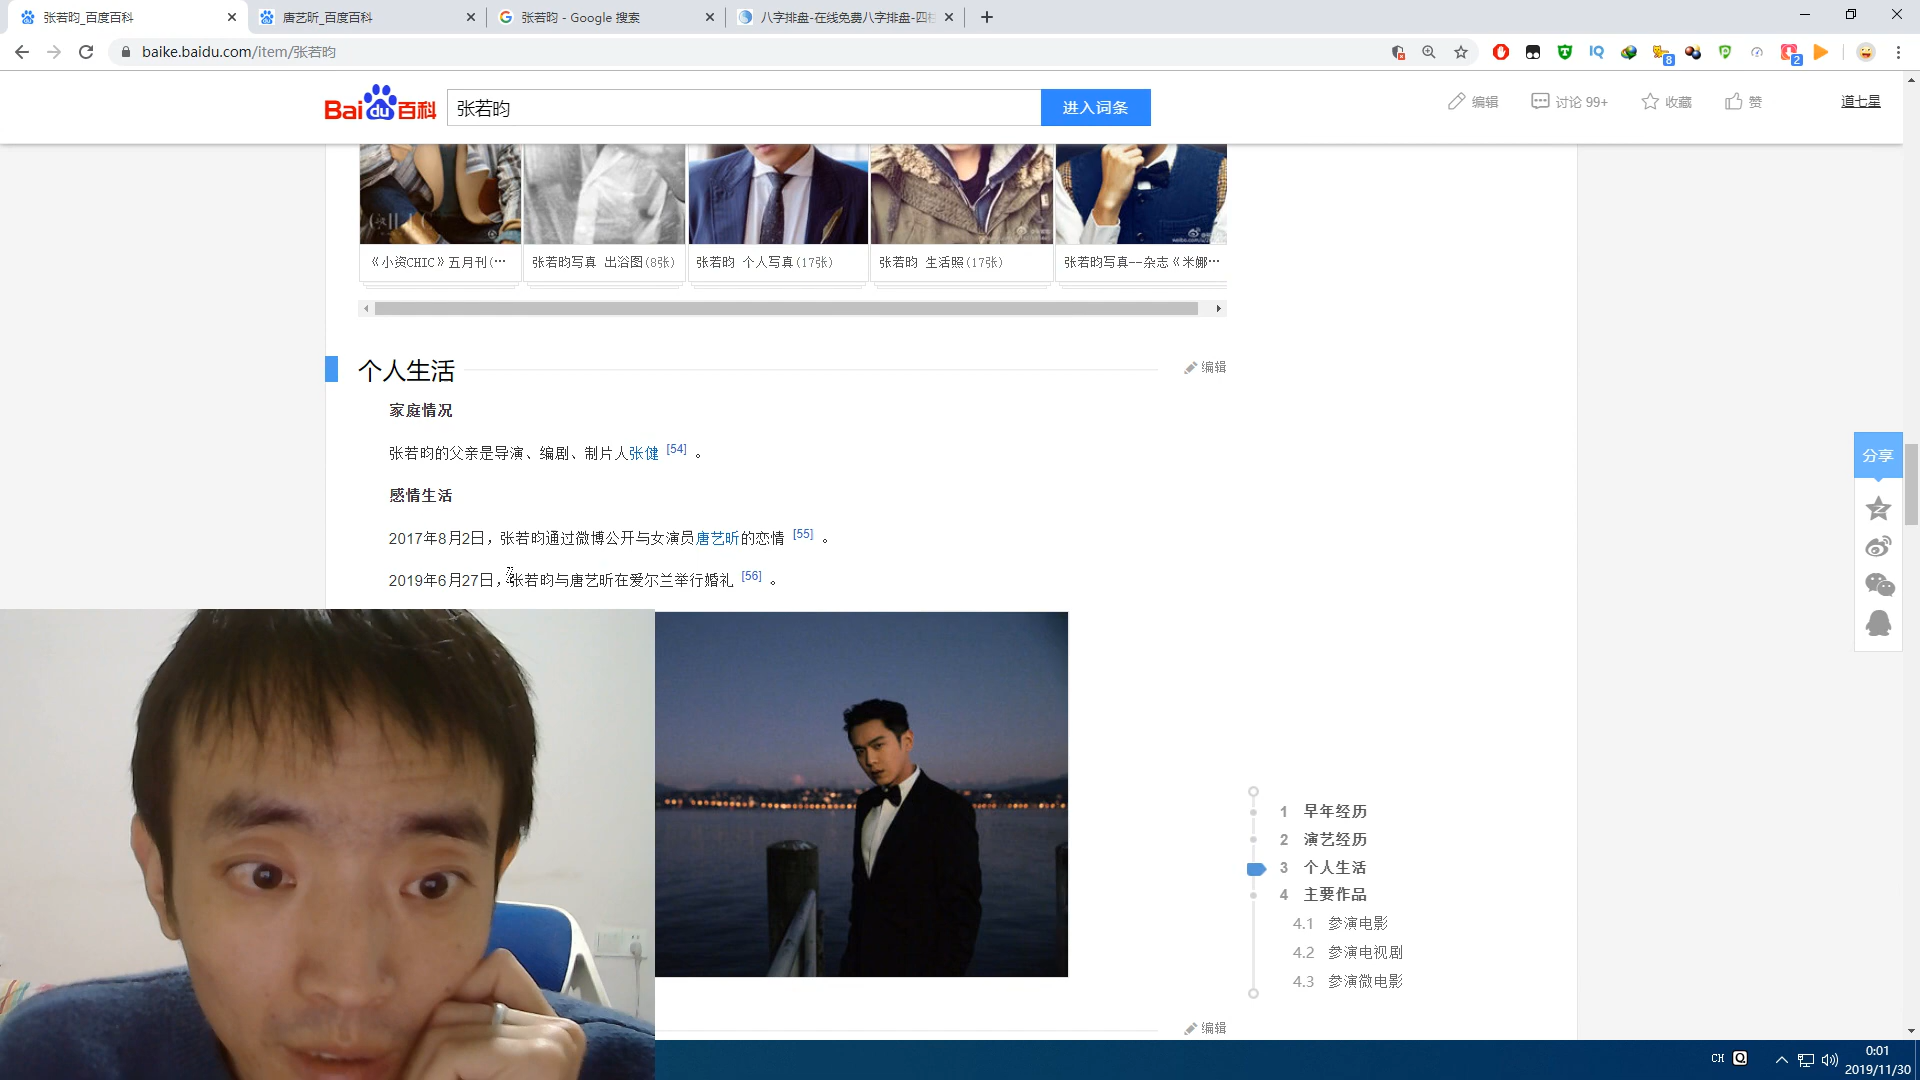 张若昀_百度百科
唐艺昕_百度百科
张若昀 - Google 搜索
八字排盘-在线免费八字排盘-四柱
baike.baidu.com/item/张若昀
8
2
Bai du 百科
张若昀
进入词条
编辑
讨论 99+
收藏
赞
道七星
《小资CHIC》五月刊(…
张若昀写真 出浴图(8张)
张若昀 个人写真(17张)
张若昀 生活照(17张)
张若昀写真--杂志《米娜…
个人生活
编辑
家庭情况
张若昀的父亲是导演、编剧、制片人张健 [54] 。
感情生活
2017年8月2日，张若昀通过微博公开与女演员唐艺昕的恋情 [55] 。
2019年6月27日，张若昀与唐艺昕在爱尔兰举行婚礼 [56] 。
分享
1 早年经历
2 演艺经历
3 个人生活
4 主要作品
4.1 参演电影
4.2 参演电视剧
4.3 参演微电影
编辑
CH
0:01
2019/11/30